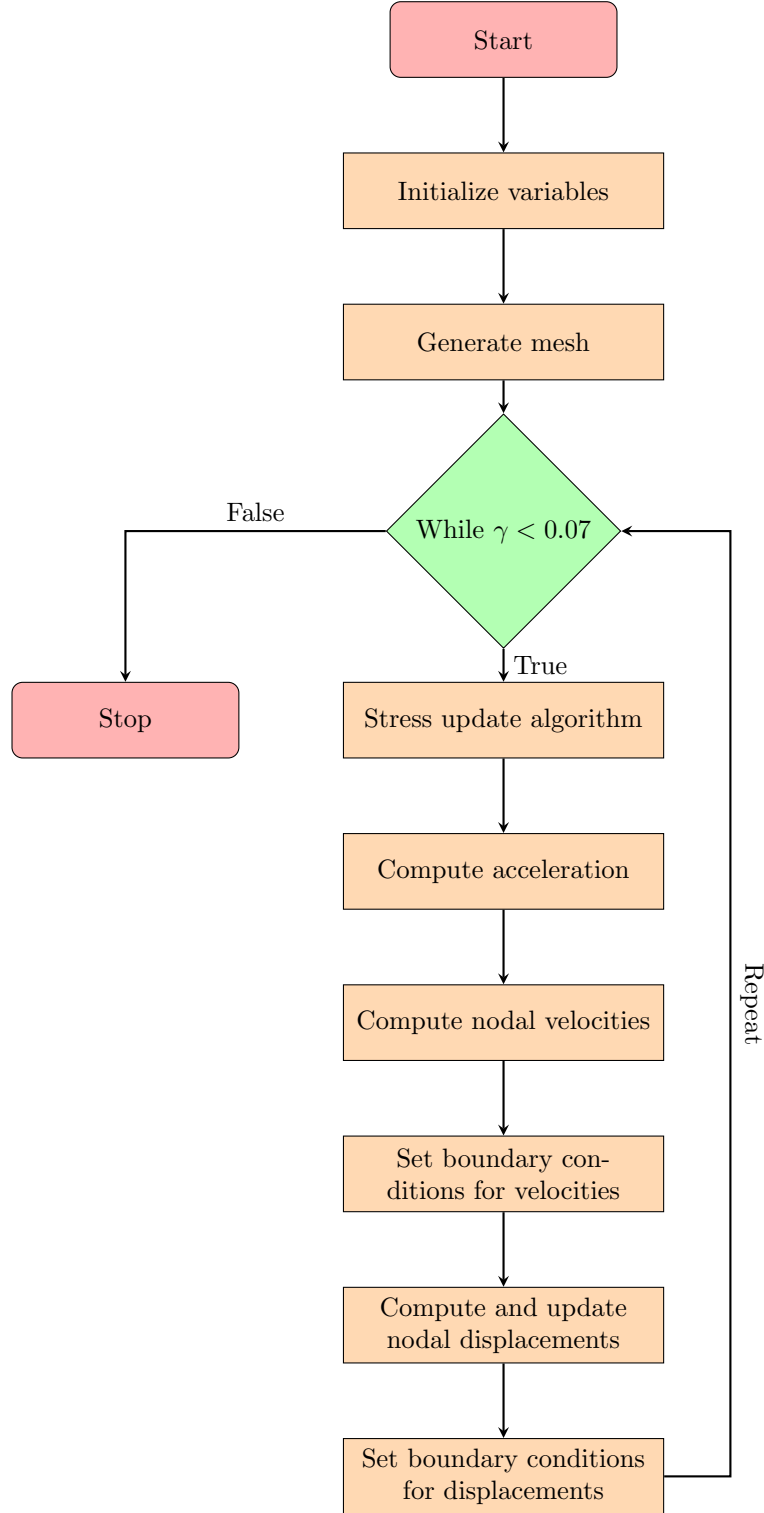 Start
Initialize variables
Generate mesh
While γ < 0.07
False
True
Stop
Stress update algorithm
Compute acceleration
Compute nodal velocities
Repeat
Set boundary con-
ditions for velocities
Compute and update
nodal displacements
Set boundary conditions
for displacements